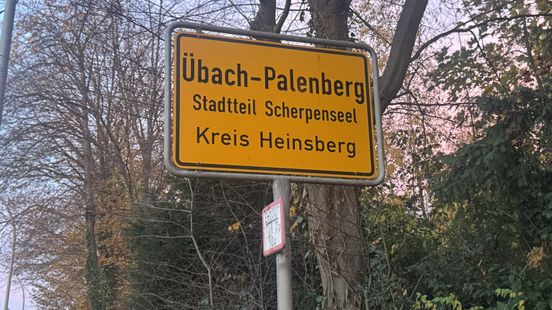 Übach-Palenberg
Stadtteil Scherpenseel
Kreis Heinsberg